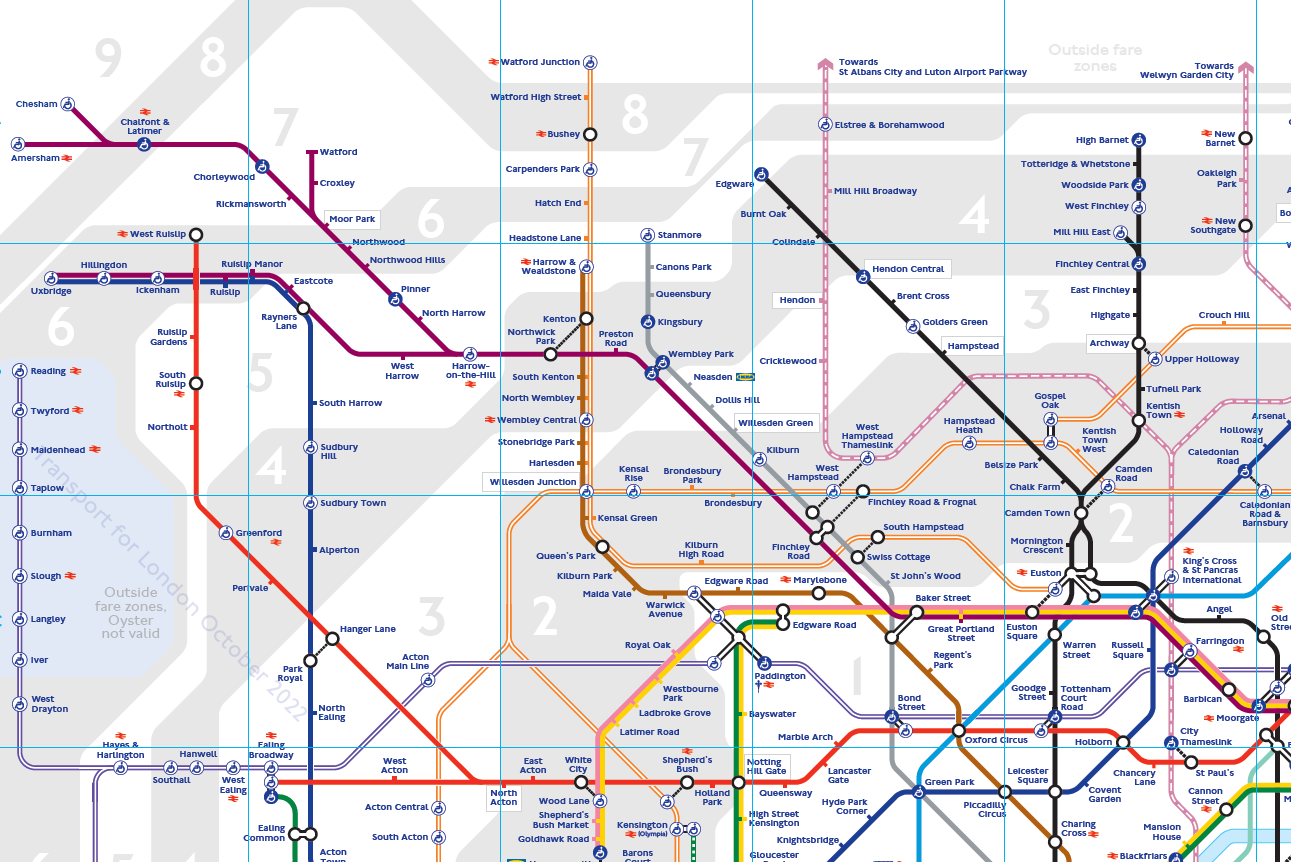 9
8
7
8
7
6
4
3
6
5
4
3
2
2
1
Outside fare
zones
Watford Junction
Watford High Street
Bushey
Carpenders Park
Hatch End
Headstone Lane
Harrow &
Wealdstone
Kenton
Northwick
Park
Preston
Road
South Kenton
North Wembley
Wembley Central
Stonebridge Park
Harlesden
Willesden Junction
Kensal Green
Queen's Park
Kilburn Park
Maida Vale
Warwick
Avenue
Chesham
Chalfont &
Latimer
Amersham
Chorleywood
Rickmansworth
Watford
Croxley
Moor Park
Northwood
Northwood Hills
Pinner
North Harrow
Harrow-
on-the-Hill
West
Harrow
West Ruislip
Hillingdon
Uxbridge
Ickenham
Ruislip Manor
Ruislip
Eastcote
Rayners
Lane
Ruislip
Gardens
South
Ruislip
Northolt
Greenford
Perivale
Hanger Lane
South Harrow
Sudbury
Hill
Sudbury Town
Alperton
Park
Royal
North
Ealing
Reading
Twyford
Maidenhead
Taplow
Burnham
Slough
Langley
Iver
West
Drayton
Outside
fare zones,
Oyster
not valid
Transport for London October 2022
Hayes &
Harlington
Southall
Hanwell
West
Ealing
Ealing
Broadway
Ealing
Common
Acton
Town
Acton
Main Line
West
Acton
North
Acton
East
Acton
Acton Central
South Acton
White
City
Wood Lane
Shepherd's
Bush Market
Goldhawk Road
Barons
Court
Shepherd's
Bush
Holland
Park
Kensington
(Olympia)
Notting
Hill Gate
Queensway
High Street
Kensington
Gloucester
Bayswater
Latimer Road
Ladbroke Grove
Westbourne
Park
Royal Oak
Paddington
Edgware Road
Edgware Road
Marylebone
Stanmore
Canons Park
Queensbury
Kingsbury
Wembley Park
Neasden
Dollis Hill
Willesden Green
Kilburn
West
Hampstead
West
Hampstead
Thameslink
Finchley Road & Frognal
Finchley
Road
South Hampstead
Swiss Cottage
St John's Wood
Kensal
Rise
Brondesbury
Park
Brondesbury
Kilburn
High Road
Towards
St Albans City and Luton Airport Parkway
Elstree & Borehamwood
Mill Hill Broadway
Hendon
Cricklewood
Edgware
Burnt Oak
Colindale
Hendon Central
Brent Cross
Golders Green
Hampstead
Belsize Park
Chalk Farm
Camden Town
Mornington
Crescent
Euston
Hampstead
Heath
Gospel
Oak
Kentish
Town
West
Camden
Road
High Barnet
Totteridge & Whetstone
Woodside Park
West Finchley
Mill Hill East
Finchley Central
East Finchley
Highgate
Archway
Upper Holloway
Tufnell Park
Kentish
Town
Crouch Hill
Towards
Welwyn Garden City
New
Barnet
Oakleigh
Park
New
Southgate
Arsenal
Holloway
Road
Caledonian
Road
Caledonian
Road &
Barnsbury
King's Cross
& St Pancras
International
Angel
Farringdon
Barbican
Moorgate
City
Thameslink
St Paul's
Chancery
Lane
Cannon
Street
Mansion
House
Blackfriars
Baker Street
Great Portland
Street
Euston
Square
Warren
Street
Russell
Square
Regent's
Park
Goodge
Street
Tottenham
Court
Road
Bond
Street
Oxford Circus
Holborn
Marble Arch
Lancaster
Gate
Hyde Park
Corner
Knightsbridge
Green Park
Piccadilly
Circus
Leicester
Square
Covent
Garden
Charing
Cross